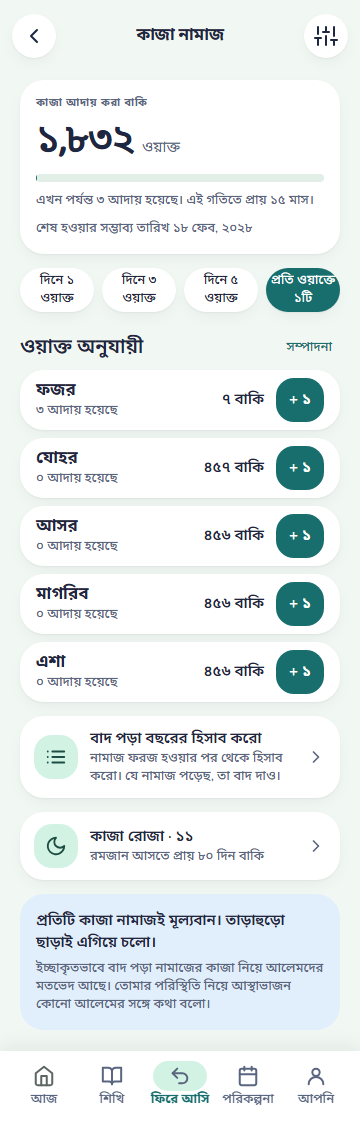 কাজা নামাজ
কাজা আদায় করা বাকি
১,৮৩২ ওয়াক্ত
এখন পর্যন্ত ৩ আদায় হয়েছে। এই গতিতে প্রায় ১৫ মাস।
শেষ হওয়ার সম্ভাব্য তারিখ ১৮ ফেব, ২০২৮
দিনে ১
ওয়াক্ত
দিনে ৩
ওয়াক্ত
দিনে ৫
ওয়াক্ত
প্রতি ওয়াক্তে
১টি
ওয়াক্ত অনুযায়ী
সম্পাদনা
ফজর
৩ আদায় হয়েছে
৭ বাকি
+ ১
যোহর
০ আদায় হয়েছে
৪৫৭ বাকি
+ ১
আসর
০ আদায় হয়েছে
৪৫৬ বাকি
+ ১
মাগরিব
০ আদায় হয়েছে
৪৫৬ বাকি
+ ১
এশা
০ আদায় হয়েছে
৪৫৬ বাকি
+ ১
বাদ পড়া বছরের হিসাব করো
নামাজ ফরজ হওয়ার পর থেকে হিসাব
করো। যে নামাজ পড়েছ, তা বাদ দাও।
কাজা রোজা · ১১
রমজান আসতে প্রায় ৮০ দিন বাকি
প্রতিটি কাজা নামাজই মূল্যবান। তাড়াহুড়ো
ছাড়াই এগিয়ে চলো।
ইচ্ছাকৃতভাবে বাদ পড়া নামাজের কাজা নিয়ে আলেমদের
মতভেদ আছে। তোমার পরিস্থিতি নিয়ে আস্থাভাজন
কোনো আলেমের সঙ্গে কথা বলো।
আজ
শিখি
ফিরে আসি
পরিকল্পনা
আপনি